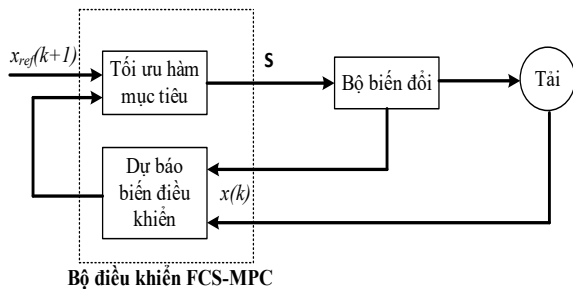 x_ref(k+1)
Tối ưu hàm
mục tiêu
S
Bộ biến đổi
Tải
Dự báo
biến điều
khiển
x(k)
Bộ điều khiển FCS-MPC